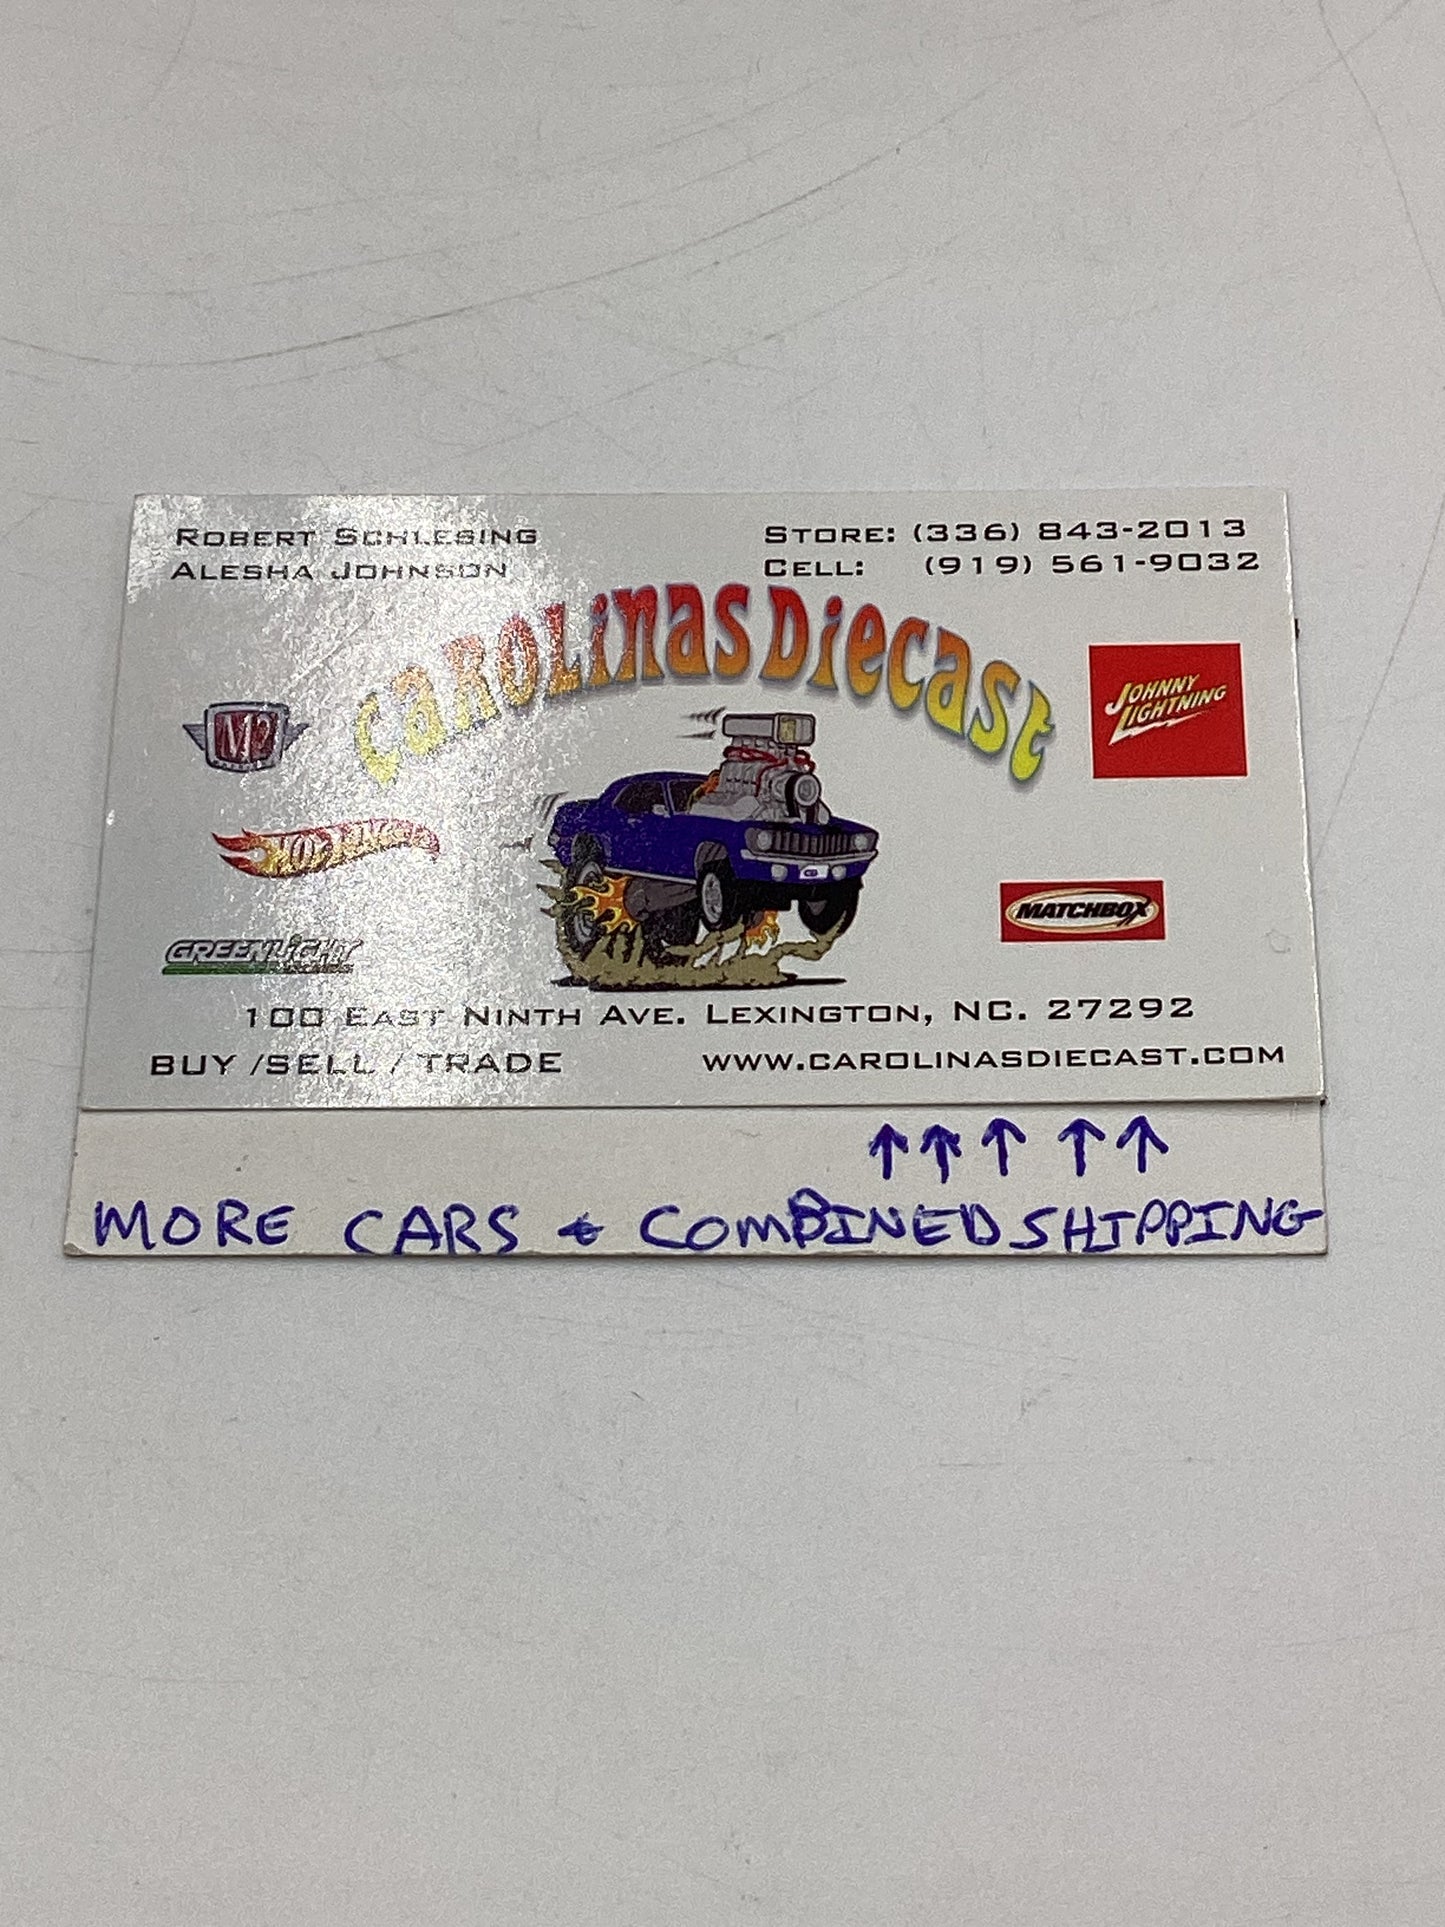 ROBERT SCHLESING
ALESHA JOHNSON
STORE: (336) 843-2013
CELL: (919) 561-9032
CAROLINAS DIECAST
M2
JOHNNY
LIGHTNING
HOT WHEELS
MATCHBOX
GREENLIGHT
100 EAST NINTH AVE. LEXINGTON, NC. 27292
BUY /SELL / TRADE
WWW.CAROLINASDIECAST.COM
↑ ↑ ↑ ↑ ↑
MORE CARS & COMBINED SHIPPING